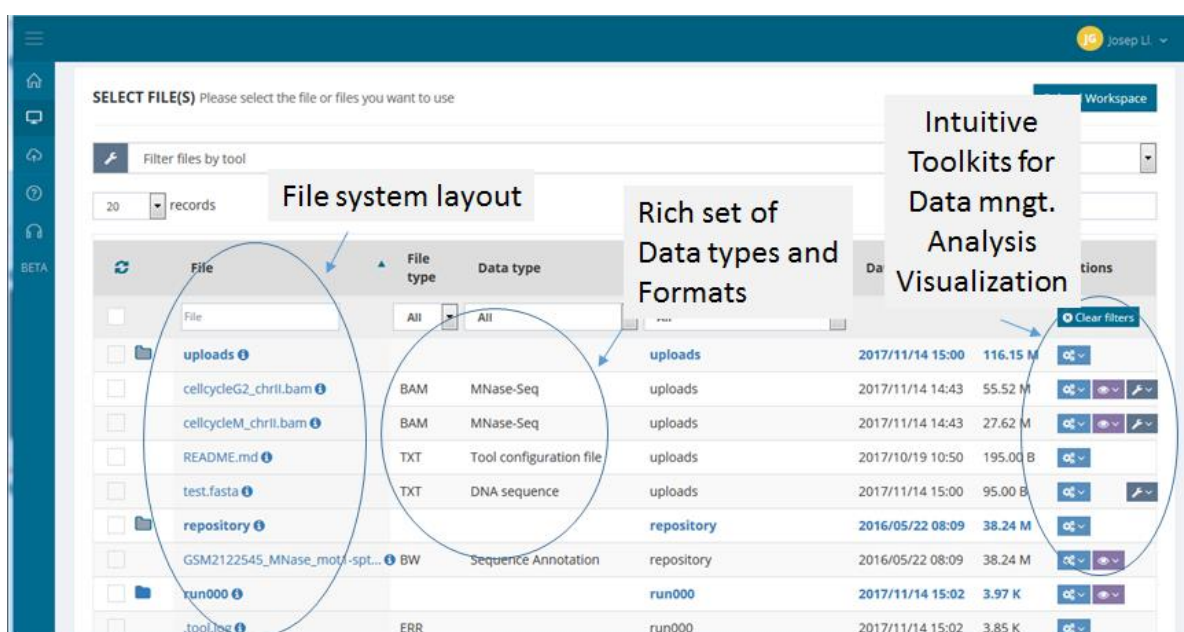 JG Josep Ll.
SELECT FILE(S) Please select the file or files you want to use
Workspace
Filter files by tool
20 records
File system layout
Rich set of
Data types and
Formats
Intuitive
Toolkits for
Data mngt.
Analysis
Visualization
BETA
File File type Data type
File All All All Clear filters
uploads uploads 2017/11/14 15:00 116.15 M
cellcycleG2_chrII.bam BAM MNase-Seq uploads 2017/11/14 14:43 55.52 M
cellcycleM_chrII.bam BAM MNase-Seq uploads 2017/11/14 14:43 27.62 M
README.md TXT Tool configuration file uploads 2017/10/19 10:50 195.00 B
test.fasta TXT DNA sequence uploads 2017/11/14 15:00 95.00 B
repository repository 2016/05/22 08:09 38.24 M
GSM2122545_MNase_mot1-spt... BW Sequence Annotation repository 2016/05/22 08:09 38.24 M
run000 run000 2017/11/14 15:02 3.97 K
.tool.log ERR run000 2017/11/14 15:02 3.85 K